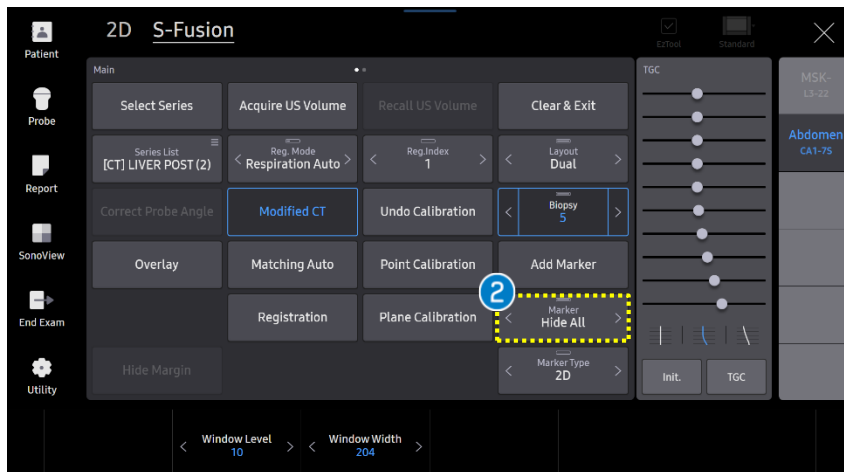 2D S-Fusion
EzTool
Standard
Patient
Probe
Report
SonoView
End Exam
Utility
Main
Select Series
Acquire US Volume
Recall US Volume
Clear & Exit
Series List
[CT] LIVER POST (2)
Reg. Mode
Respiration Auto
Reg.Index
1
Layout
Dual
Correct Probe Angle
Modified CT
Undo Calibration
Biopsy
5
Overlay
Matching Auto
Point Calibration
Add Marker
2
Registration
Plane Calibration
Marker
Hide All
Hide Margin
Marker Type
2D
TGC
Init.
TGC
MSK-
L3-22
Abdomen
CA1-7S
Window Level
10
Window Width
204